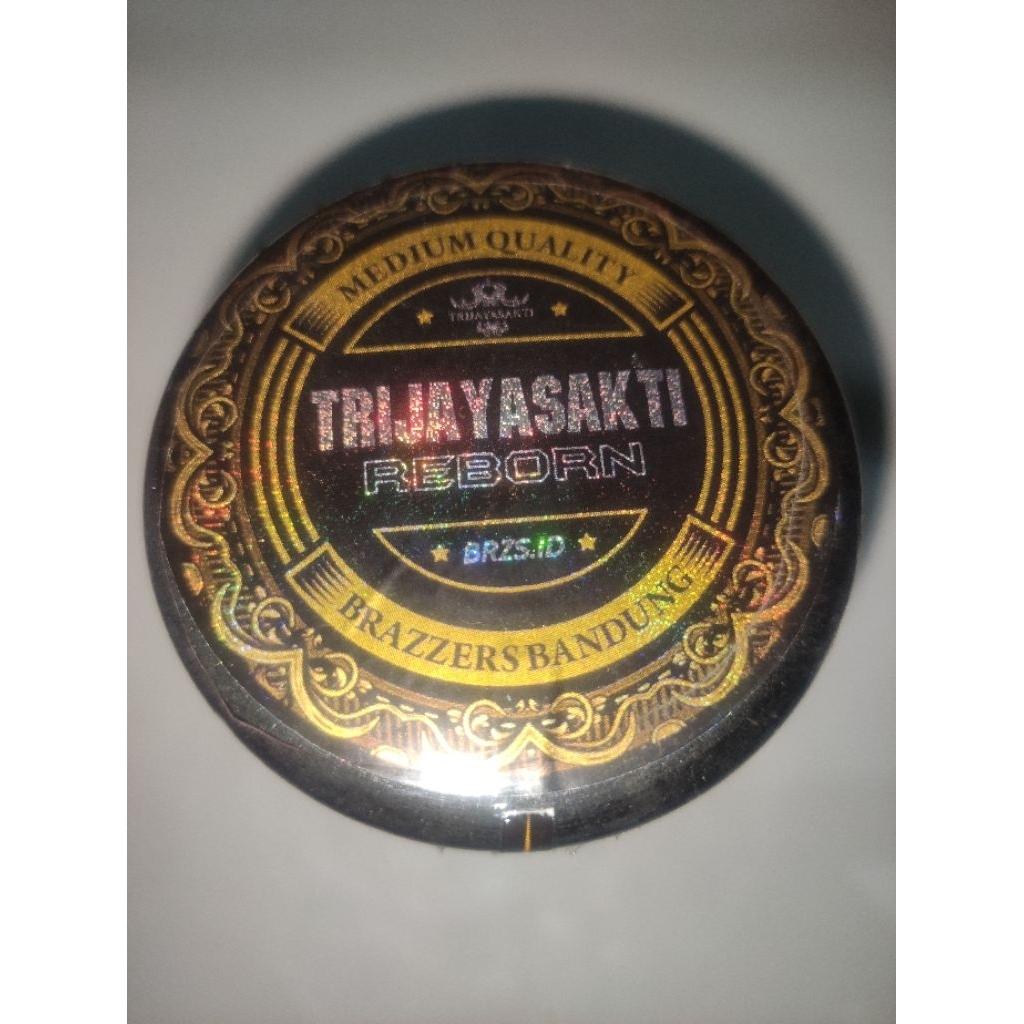 MEDIUM QUALITY
TRIJAYASAKTI
TRIJAYASAKTI
REBORN
BRZS.ID
BRAZZERS BANDUNG